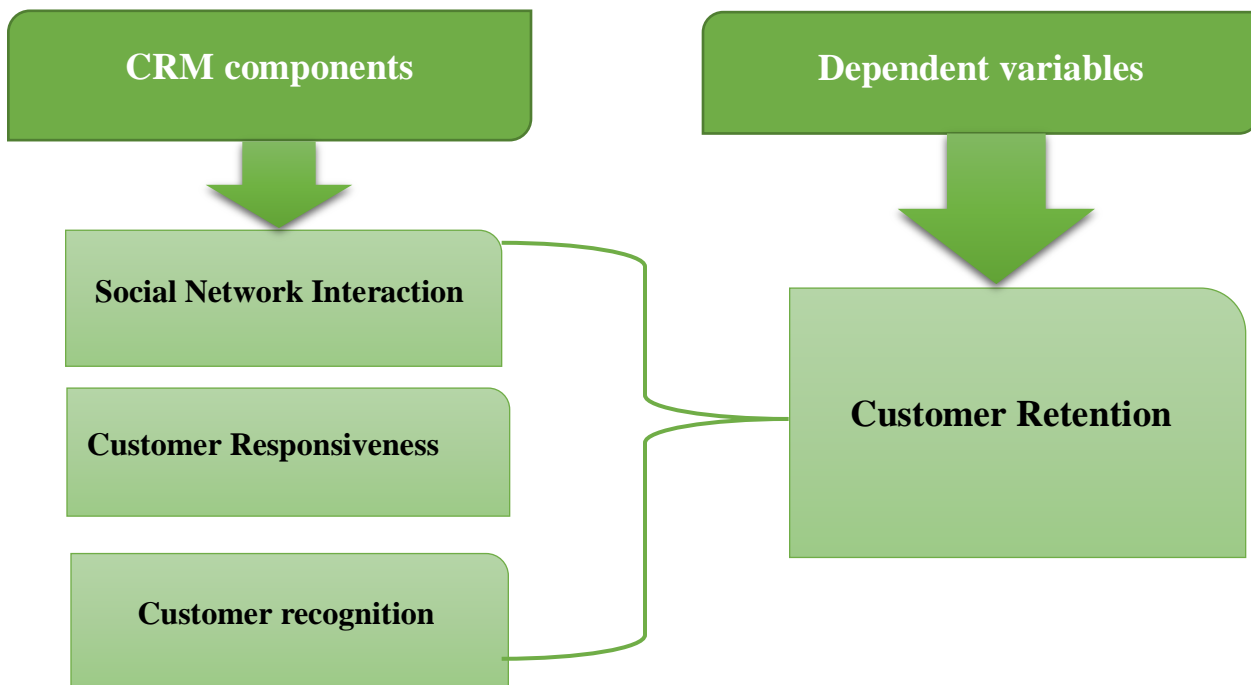 CRM components
Dependent variables
Social Network Interaction
Customer Responsiveness
Customer recognition
Customer Retention